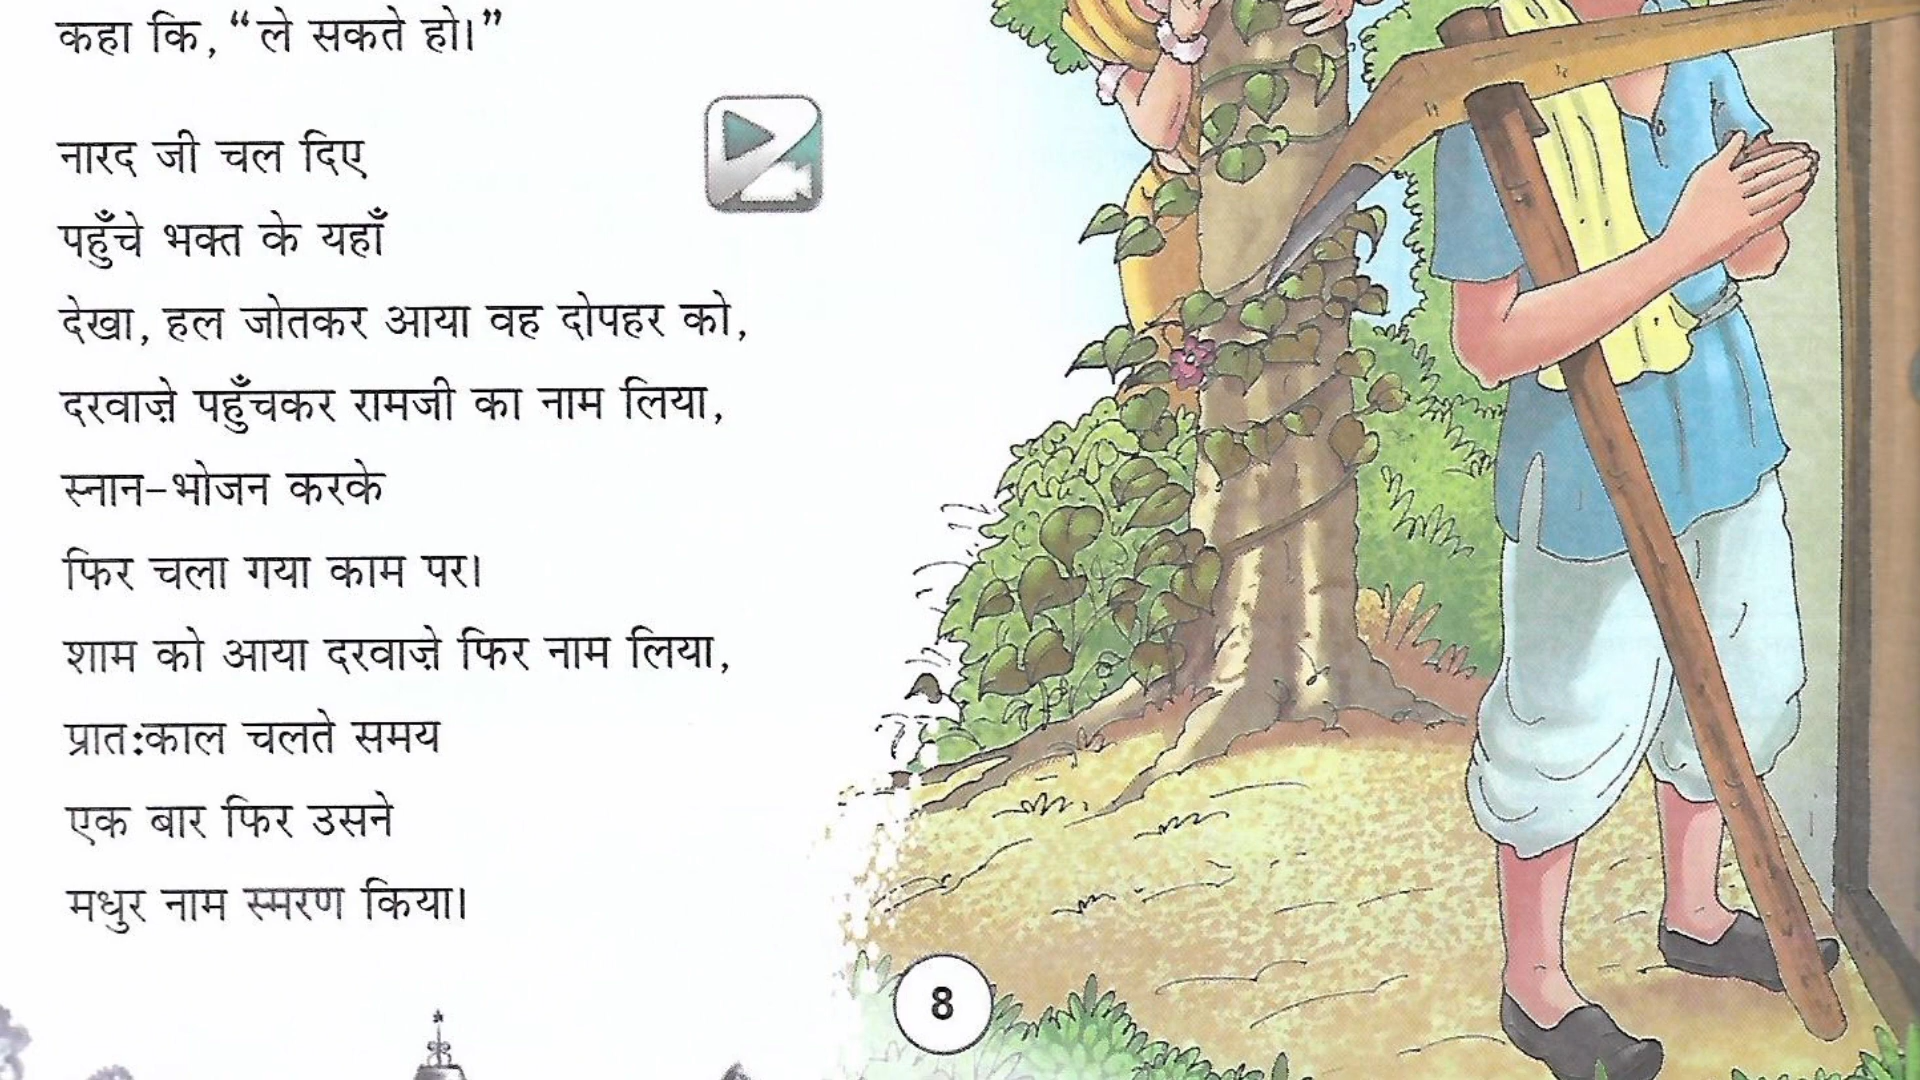 कहा कि, “ले सकते हो।”
नारद जी चल दिए
पहुँचे भक्त के यहाँ
देखा, हल जोतकर आया वह दोपहर को,
दरवाज़े पहुँचकर रामजी का नाम लिया,
स्नान-भोजन करके
फिर चला गया काम पर।
शाम को आया दरवाज़े फिर नाम लिया,
प्रात:काल चलते समय
एक बार फिर उसने
मधुर नाम स्मरण किया।
8